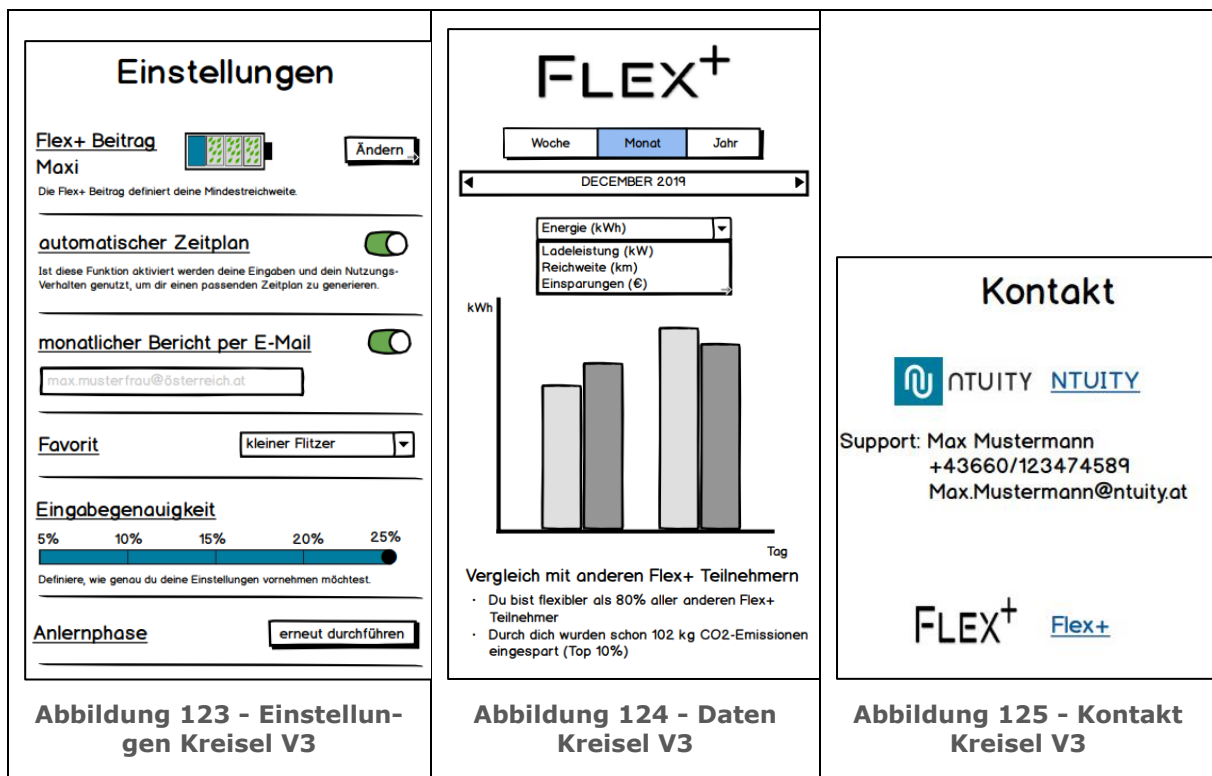 Einstellungen
Flex+ Beitrag
Maxi
Ändern
Die Flex+ Beitrag definiert deine Mindestreichweite.
automatischer Zeitplan
Ist diese Funktion aktiviert werden deine Eingaben und dein Nutzungs-
Verhalten genutzt, um dir einen passenden Zeitplan zu generieren.
monatlicher Bericht per E-Mail
max.musterfrau@österreich.at
Favorit
kleiner Flitzer
Eingabegenauigkeit
5% 10% 15% 20% 25%
Definiere, wie genau du deine Einstellungen vornehmen möchtest.
Anlernphase
erneut durchführen
Abbildung 123 - Einstellun-
gen Kreisel V3
FLEX+
Woche Monat Jahr
DECEMBER 2019
Energie (kWh)
Ladeleistung (kW)
Reichweite (km)
Einsparungen (€)
kWh
Tag
Vergleich mit anderen Flex+ Teilnehmern
· Du bist flexibler als 80% aller anderen Flex+
Teilnehmer
· Durch dich wurden schon 102 kg CO2-Emissionen
eingespart (Top 10%)
Abbildung 124 - Daten
Kreisel V3
Kontakt
NTUITY NTUITY
Support: Max Mustermann
+43660/123474589
Max.Mustermann@ntuity.at
FLEX+ Flex+
Abbildung 125 - Kontakt
Kreisel V3